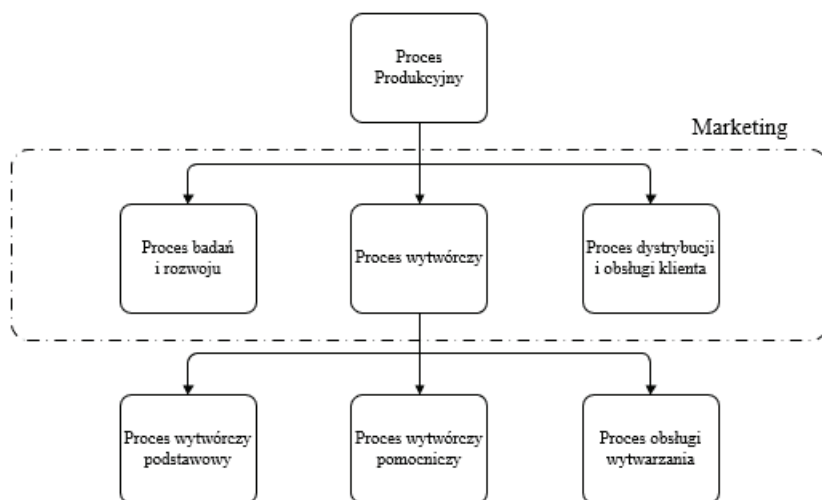 Proces
Produkcyjny
Marketing
Proces badań
i rozwoju
Proces wytwórczy
Proces dystrybucji
i obsługi klienta
Proces wytwórczy
podstawowy
Proces wytwórczy
pomocniczy
Proces obsługi
wytwarzania